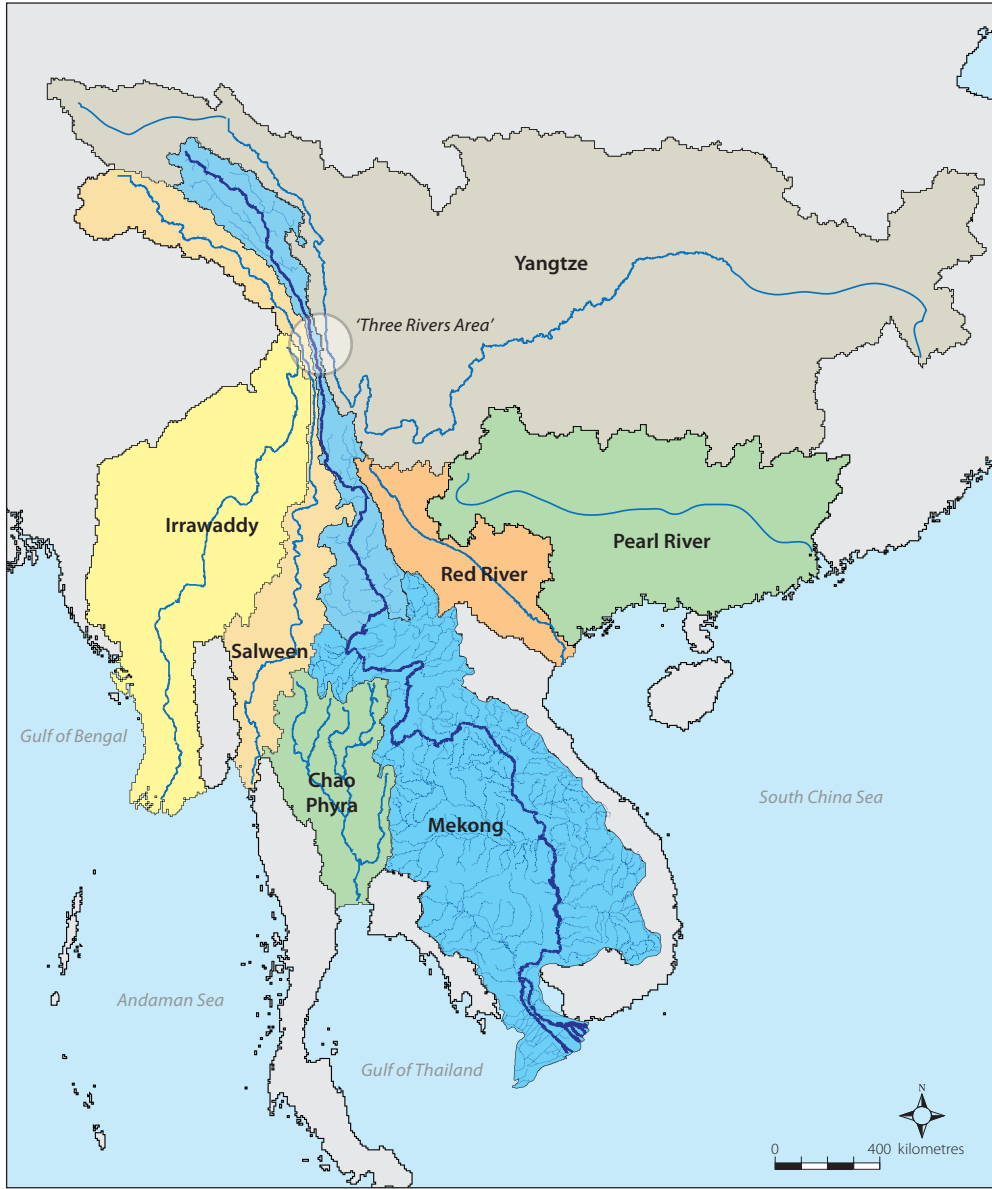 Yangtze
'Three Rivers Area'
Irrawaddy
Pearl River
Red River
Salween
Gulf of Bengal
Chao
Phyra
South China Sea
Mekong
Andaman Sea
Gulf of Thailand
N
0 400 kilometres